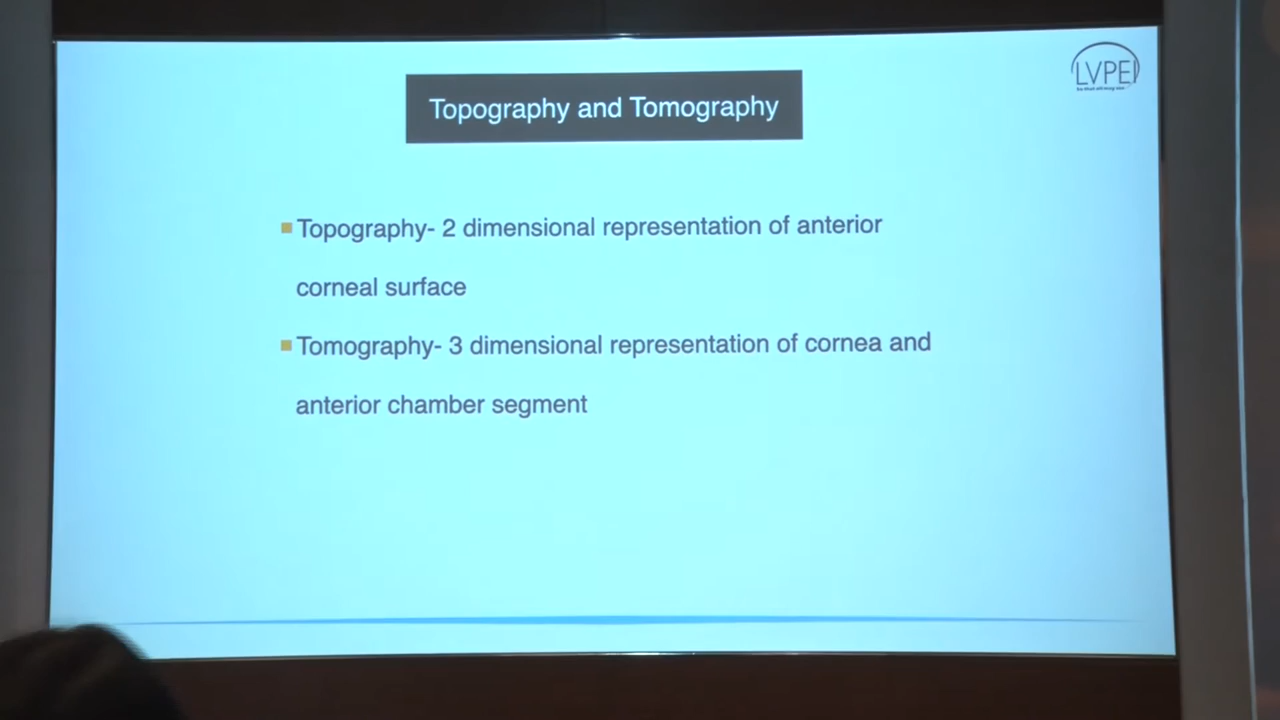 LVPEI
Topography and Tomography
Topography- 2 dimensional representation of anterior
corneal surface
Tomography- 3 dimensional representation of cornea and
anterior chamber segment